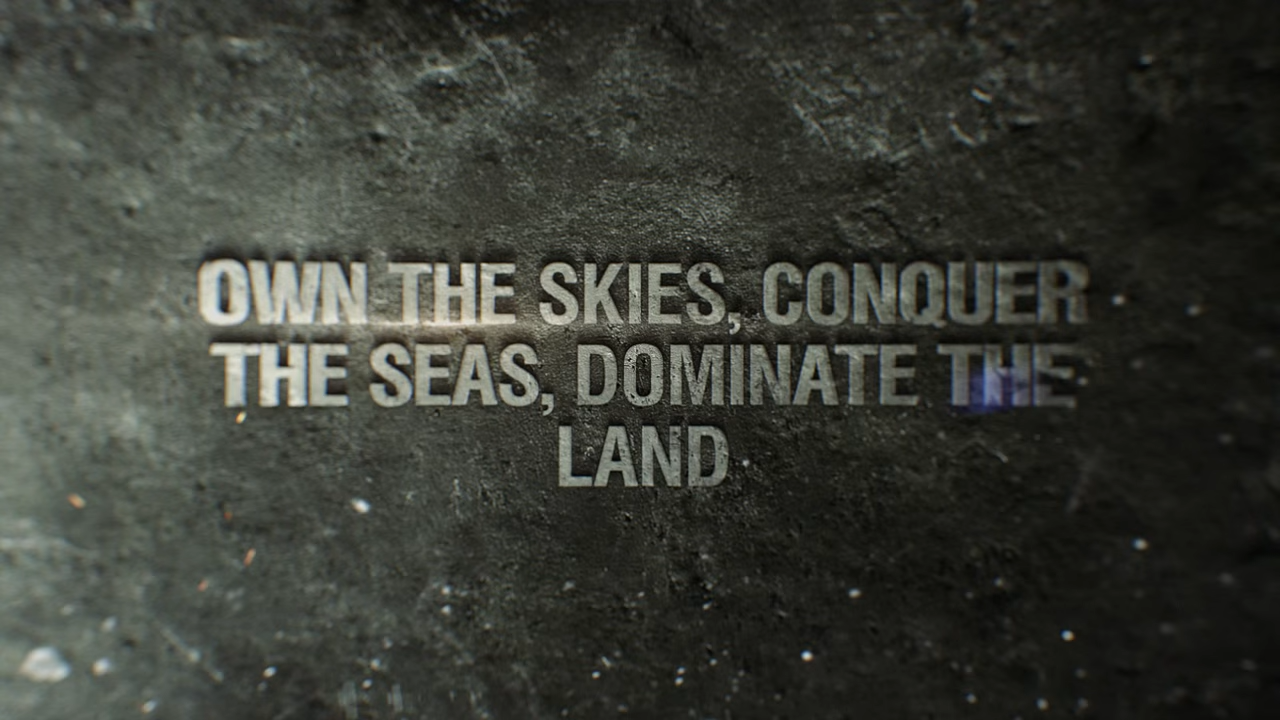 OWN THE SKIES, CONQUER
THE SEAS, DOMINATE THE
LAND